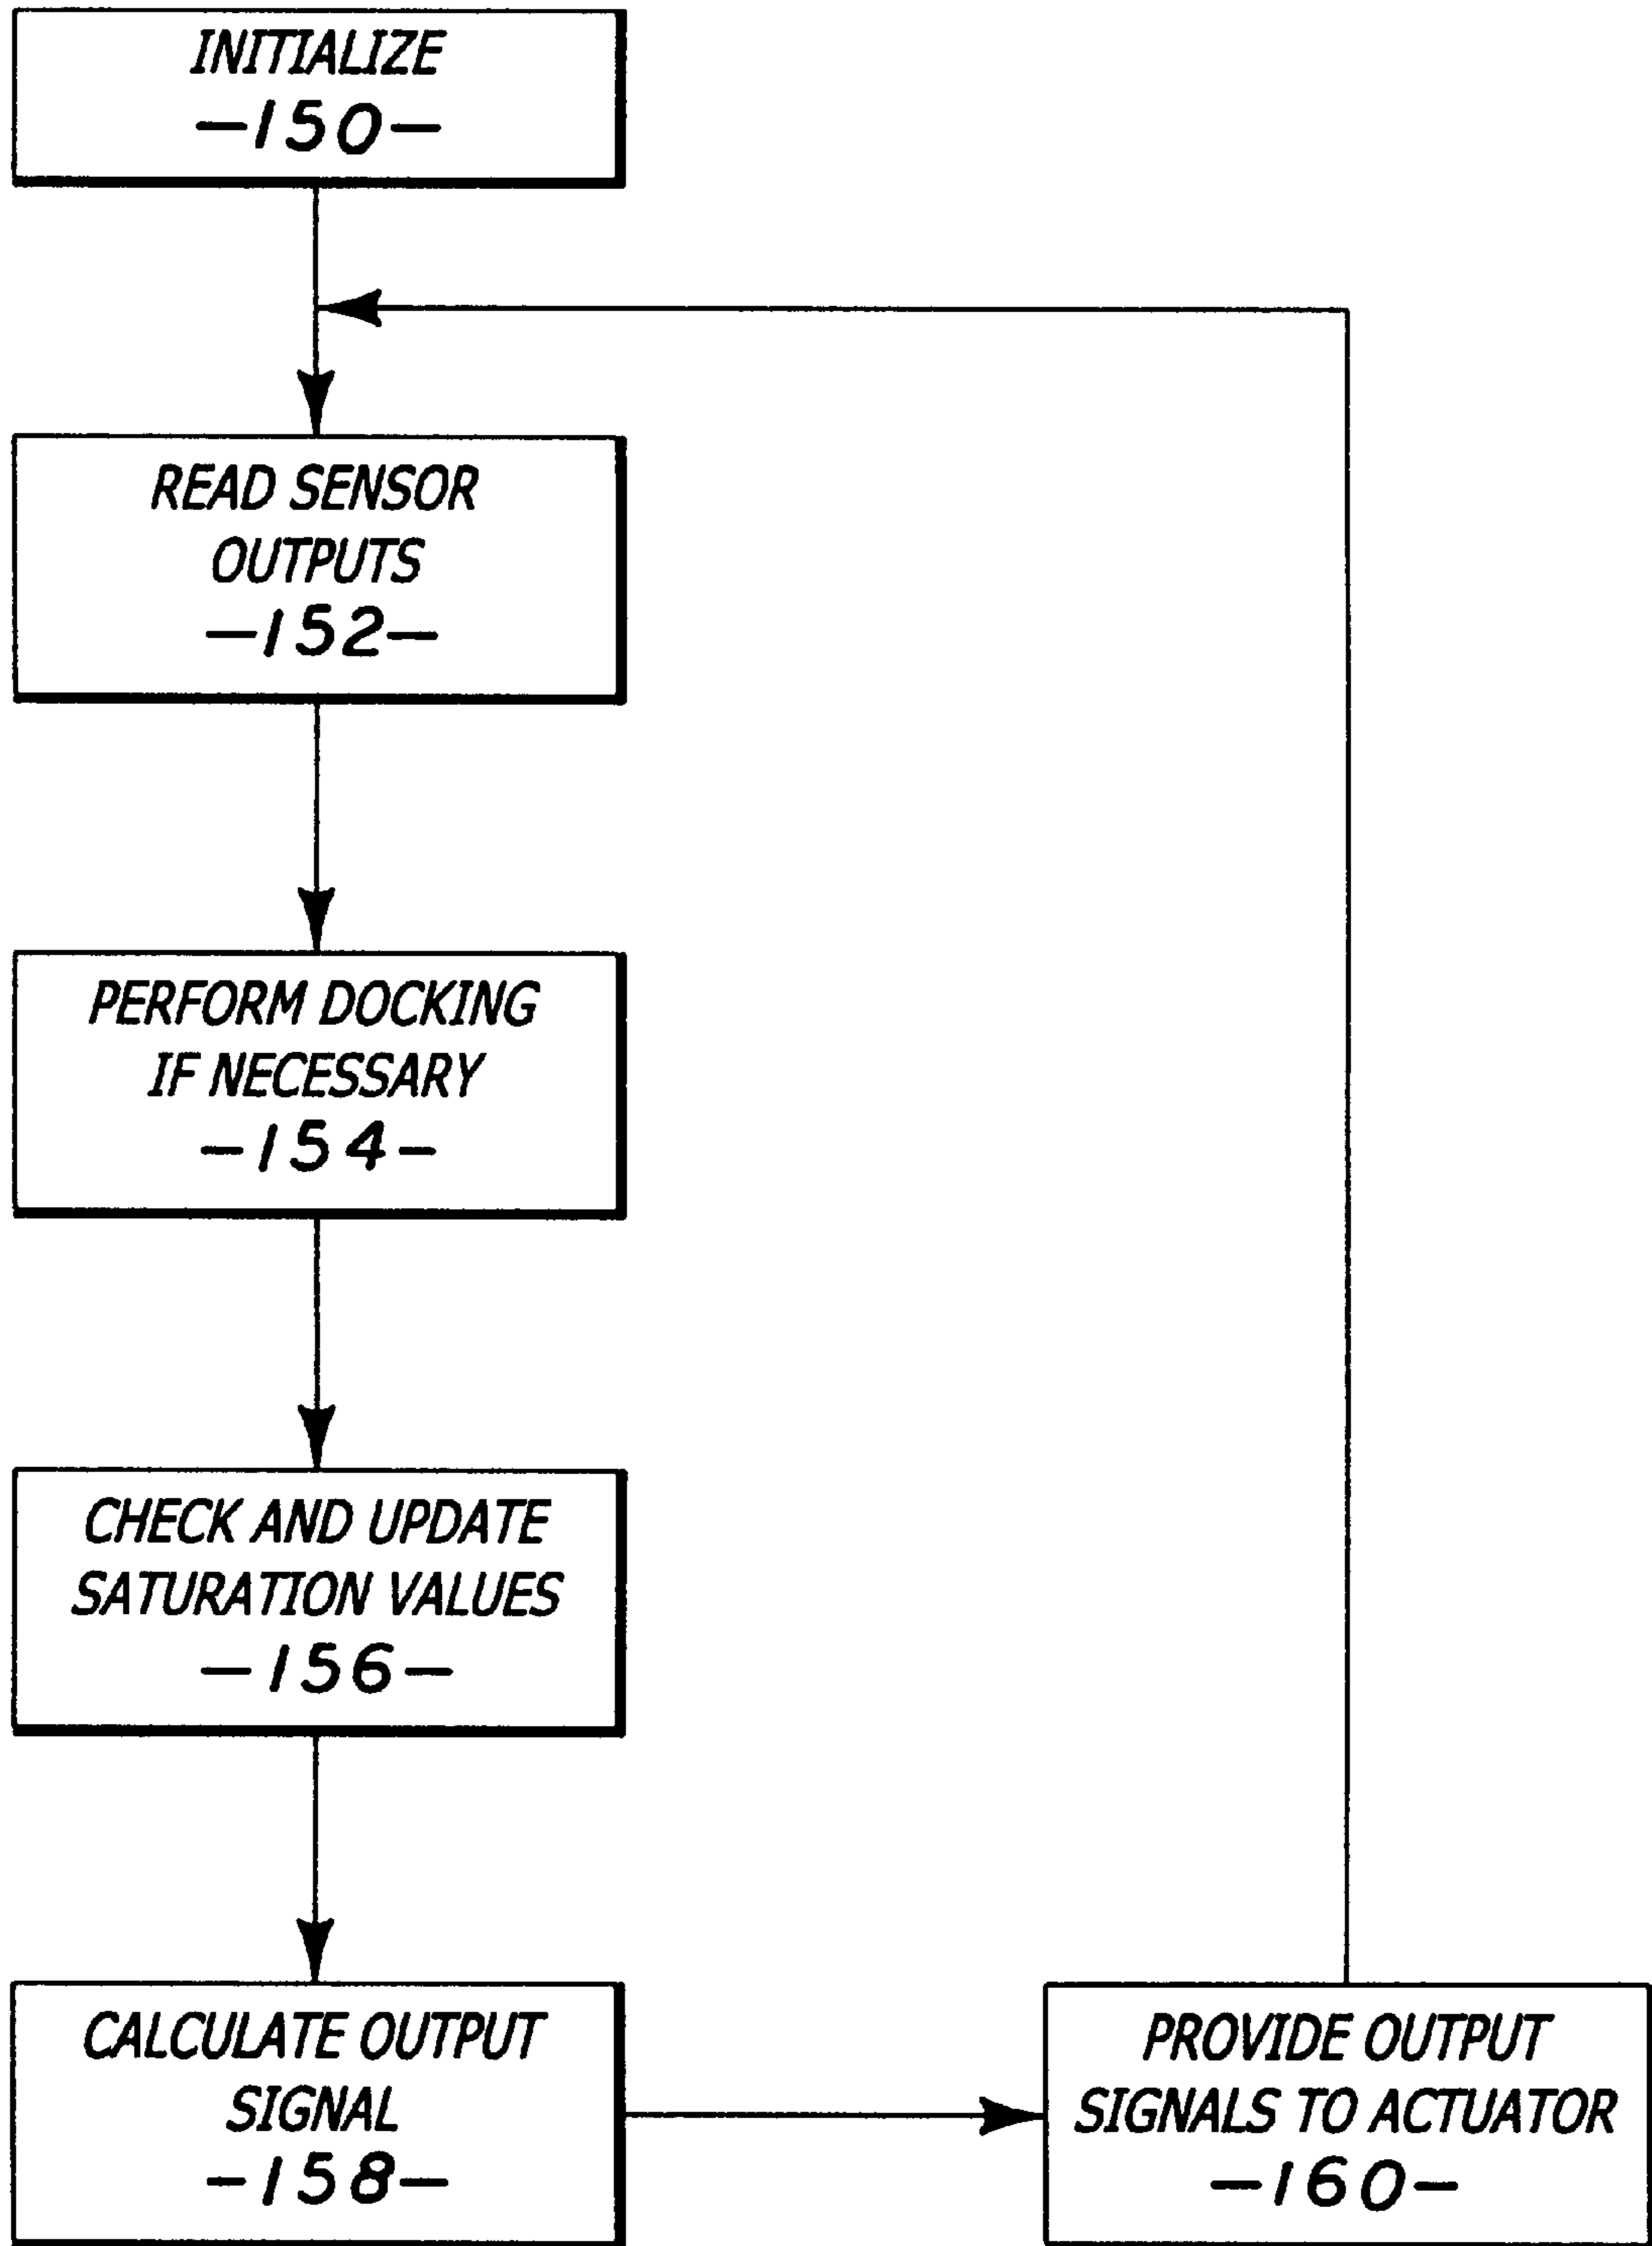 INITIALIZE
-150-
READ SENSOR
OUTPUTS
-152-
PERFORM DOCKING
IF NECESSARY
-154-
CHECK AND UPDATE
SATURATION VALUES
-156-
CALCULATE OUTPUT
SIGNAL
-158-
PROVIDE OUTPUT
SIGNALS TO ACTUATOR
-160-